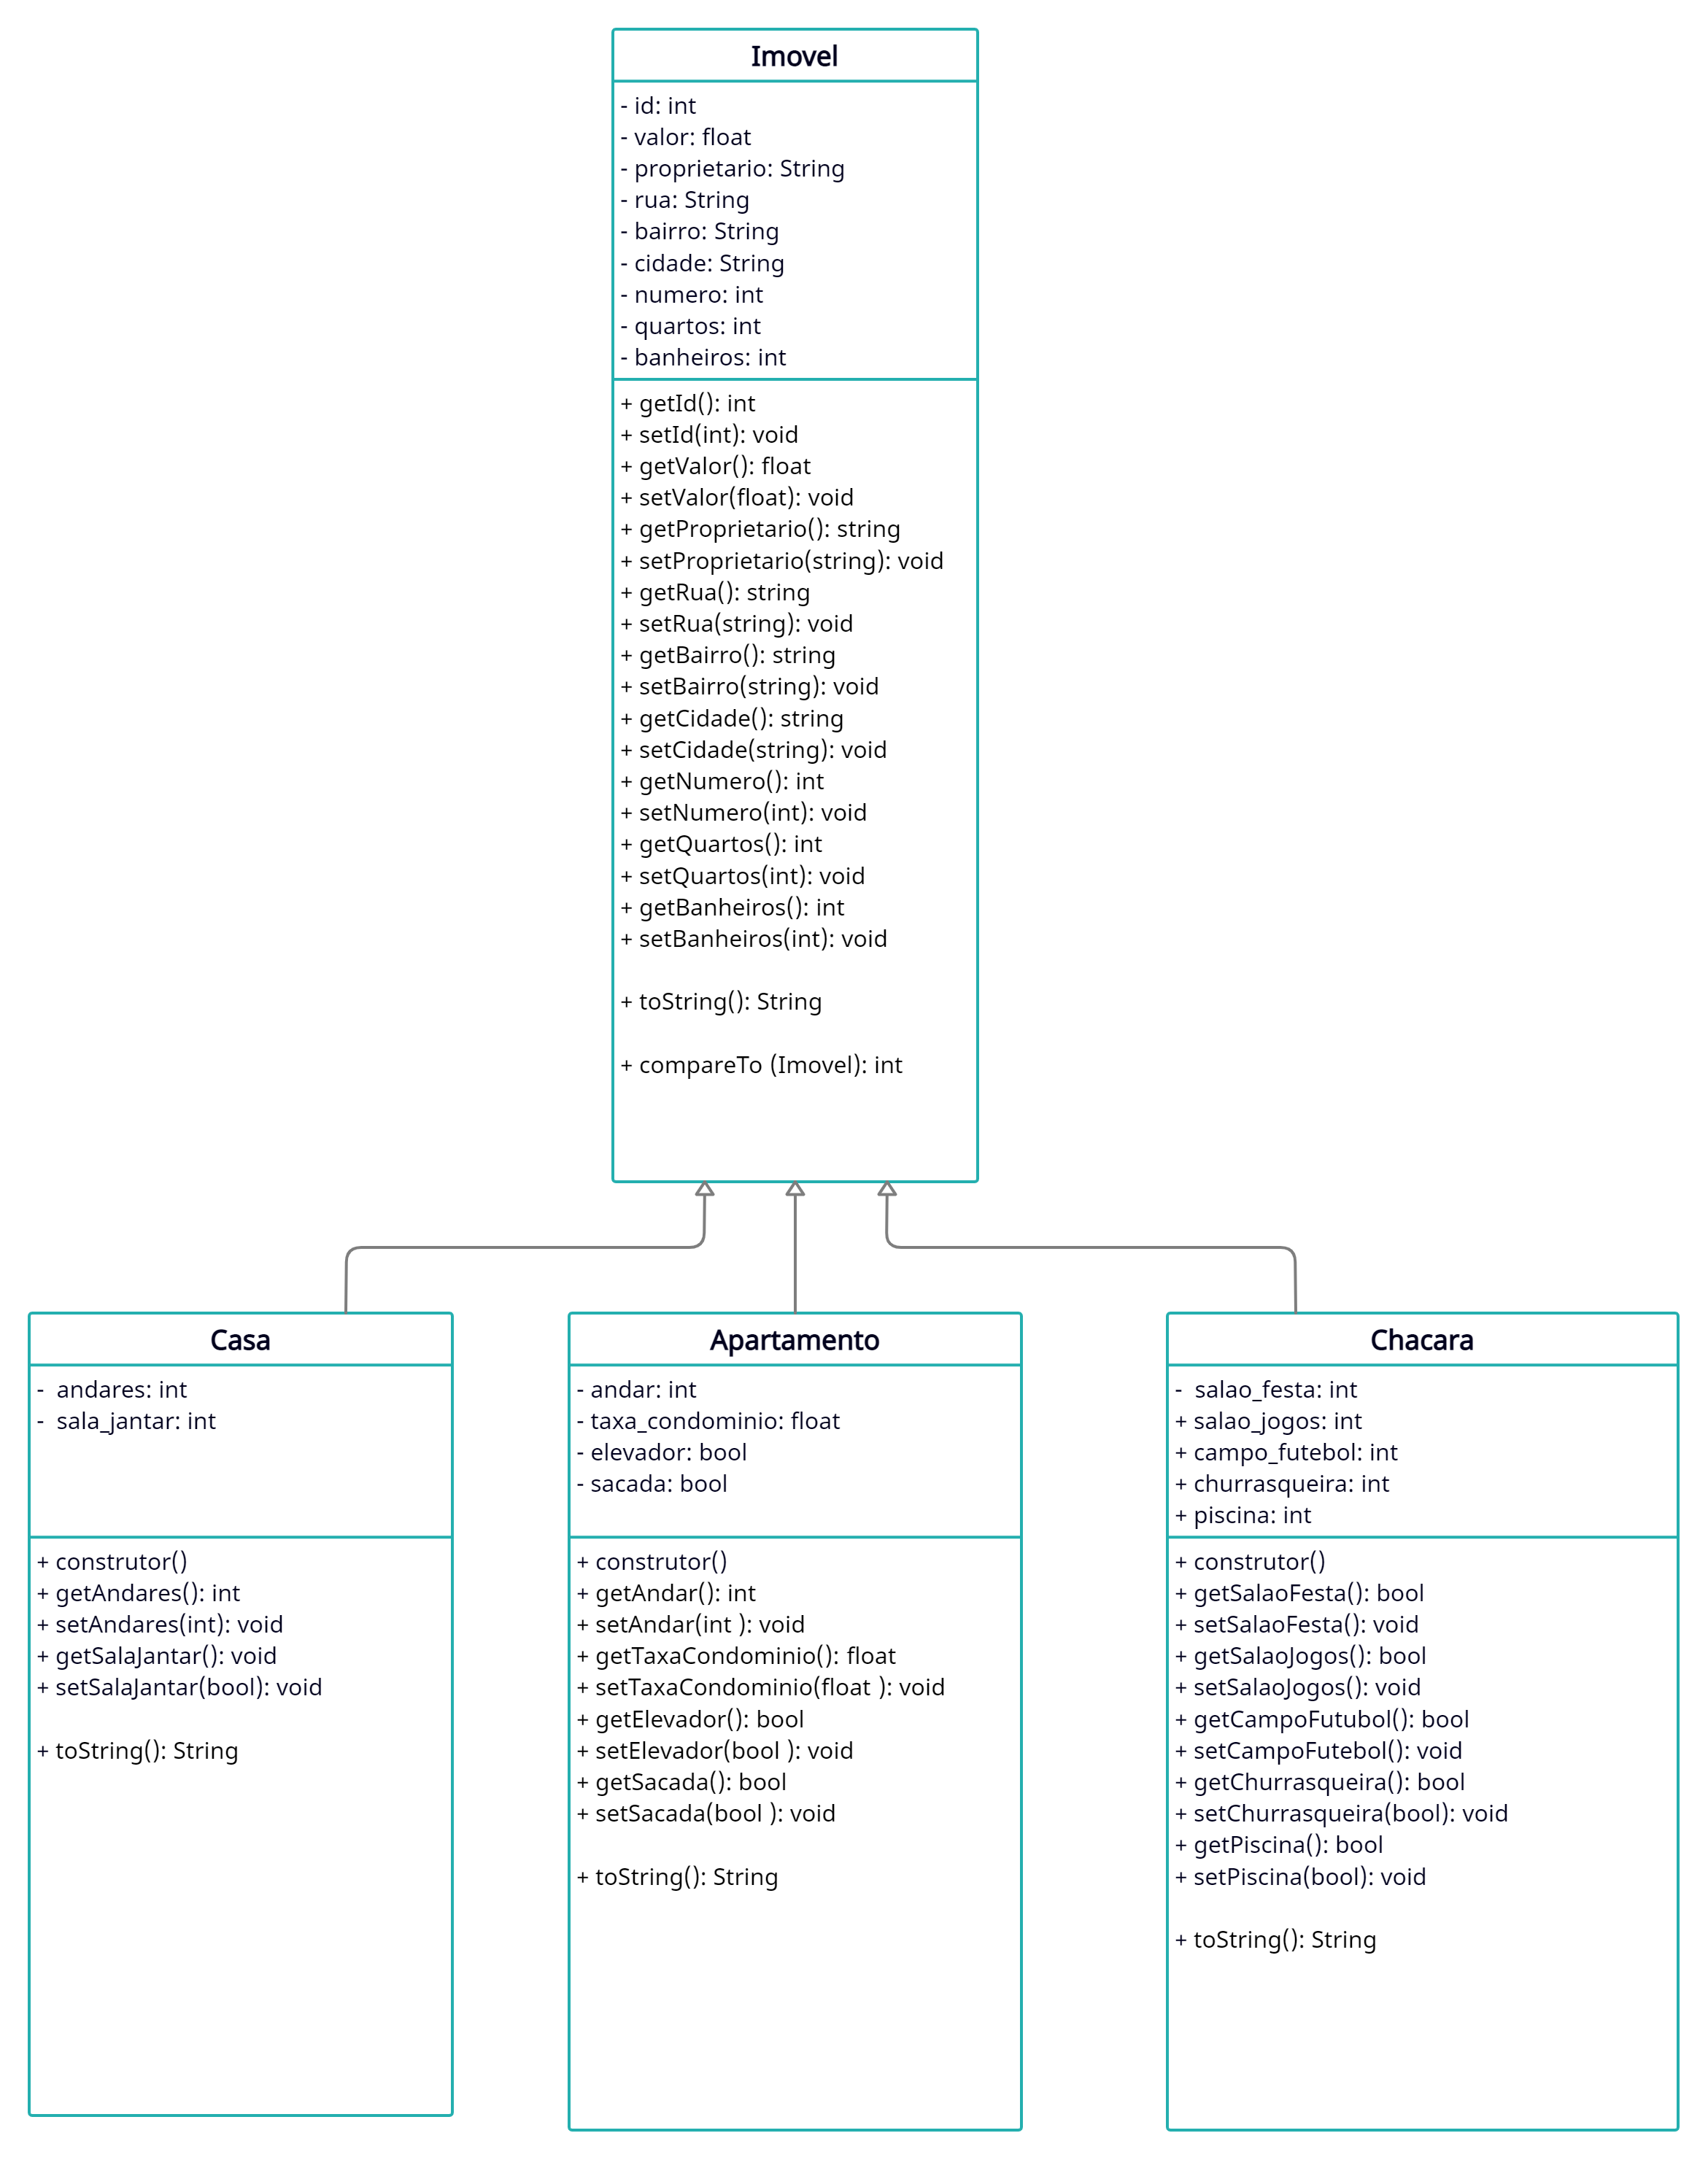 Imovel
- id: int
- valor: float
- proprietario: String
- rua: String
- bairro: String
- cidade: String
- numero: int
- quartos: int
- banheiros: int
+ getId(): int
+ setId(int): void
+ getValor(): float
+ setValor(float): void
+ getProprietario(): string
+ setProprietario(string): void
+ getRua(): string
+ setRua(string): void
+ getBairro(): string
+ setBairro(string): void
+ getCidade(): string
+ setCidade(string): void
+ getNumero(): int
+ setNumero(int): void
+ getQuartos(): int
+ setQuartos(int): void
+ getBanheiros(): int
+ setBanheiros(int): void
+ toString(): String
+ compareTo (Imovel): int
Casa
- andares: int
- sala_jantar: int
+ construtor()
+ getAndares(): int
+ setAndares(int): void
+ getSalaJantar(): void
+ setSalaJantar(bool): void
+ toString(): String
Apartamento
- andar: int
- taxa_condominio: float
- elevador: bool
- sacada: bool
+ construtor()
+ getAndar(): int
+ setAndar(int ): void
+ getTaxaCondominio(): float
+ setTaxaCondominio(float ): void
+ getElevador(): bool
+ setElevador(bool ): void
+ getSacada(): bool
+ setSacada(bool ): void
+ toString(): String
Chacara
- salao_festa: int
+ salao_jogos: int
+ campo_futebol: int
+ churrasqueira: int
+ piscina: int
+ construtor()
+ getSalaoFesta(): bool
+ setSalaoFesta(): void
+ getSalaoJogos(): bool
+ setSalaoJogos(): void
+ getCampoFutubol(): bool
+ setCampoFutebol(): void
+ getChurrasqueira(): bool
+ setChurrasqueira(bool): void
+ getPiscina(): bool
+ setPiscina(bool): void
+ toString(): String